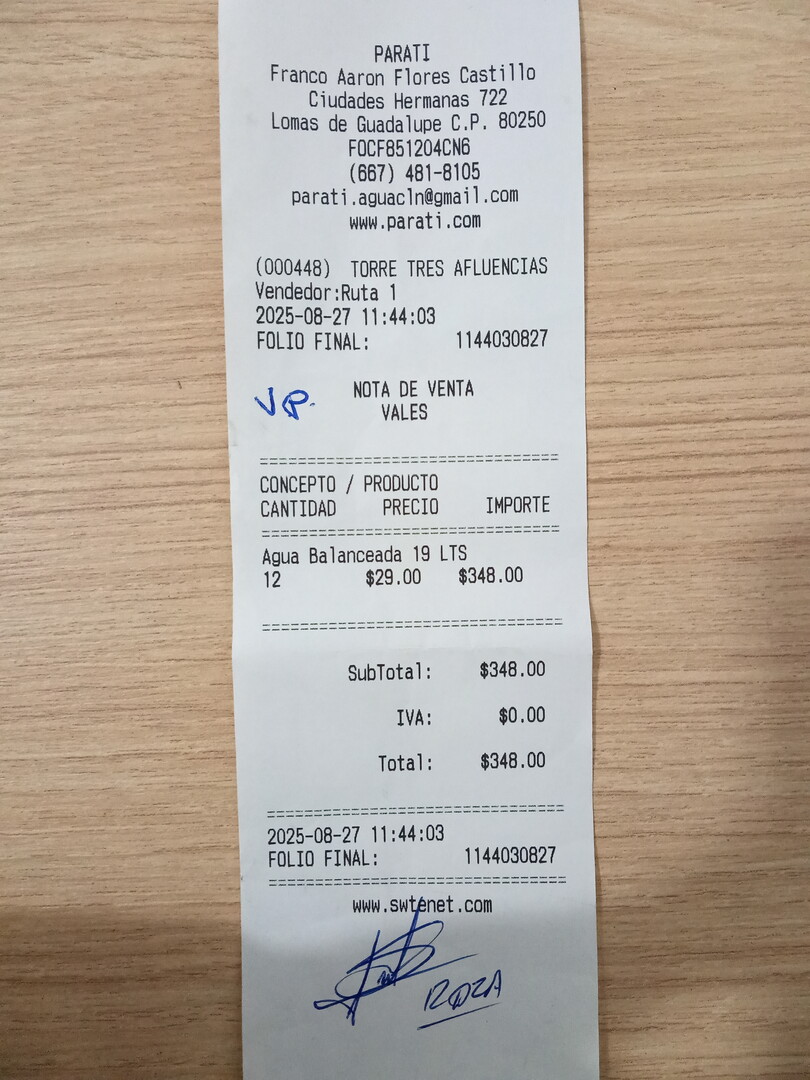 PARATI
Franco Aaron Flores Castillo
Ciudades Hermanas 722
Lomas de Guadalupe C.P. 80250
FOCF851204CN6
(667) 481-8105
parati.aguacln@gmail.com
www.parati.com
(000448) TORRE TRES AFLUENCIAS
Vendedor:Ruta 1
2025-08-27 11:44:03
FOLIO FINAL: 1144030827
NOTA DE VENTA
VP. VALES
==================================
CONCEPTO / PRODUCTO
CANTIDAD PRECIO IMPORTE
==================================
Agua Balanceada 19 LTS
12 $29.00 $348.00
==================================
SubTotal: $348.00
IVA: $0.00
Total: $348.00
==================================
2025-08-27 11:44:03
FOLIO FINAL: 1144030827
==================================
www.swtenet.com